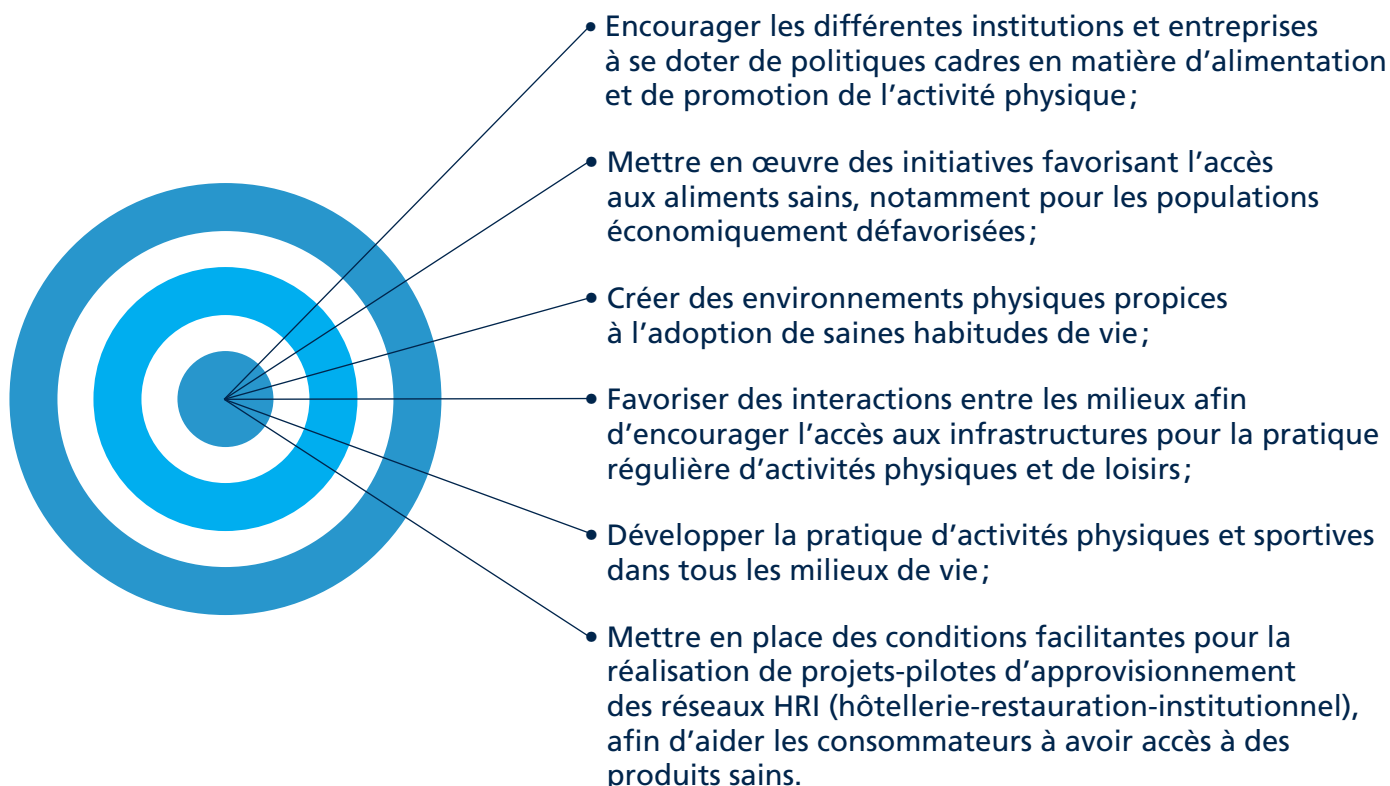 • Encourager les différentes institutions et entreprises
à se doter de politiques cadres en matière d’alimentation
et de promotion de l’activité physique;
• Mettre en œuvre des initiatives favorisant l’accès
aux aliments sains, notamment pour les populations
économiquement défavorisées;
• Créer des environnements physiques propices
à l’adoption de saines habitudes de vie;
• Favoriser des interactions entre les milieux afin
d’encourager l’accès aux infrastructures pour la pratique
régulière d’activités physiques et de loisirs;
• Développer la pratique d’activités physiques et sportives
dans tous les milieux de vie;
• Mettre en place des conditions facilitantes pour la
réalisation de projets-pilotes d’approvisionnement
des réseaux HRI (hôtellerie-restauration-institutionnel),
afin d’aider les consommateurs à avoir accès à des
produits sains.